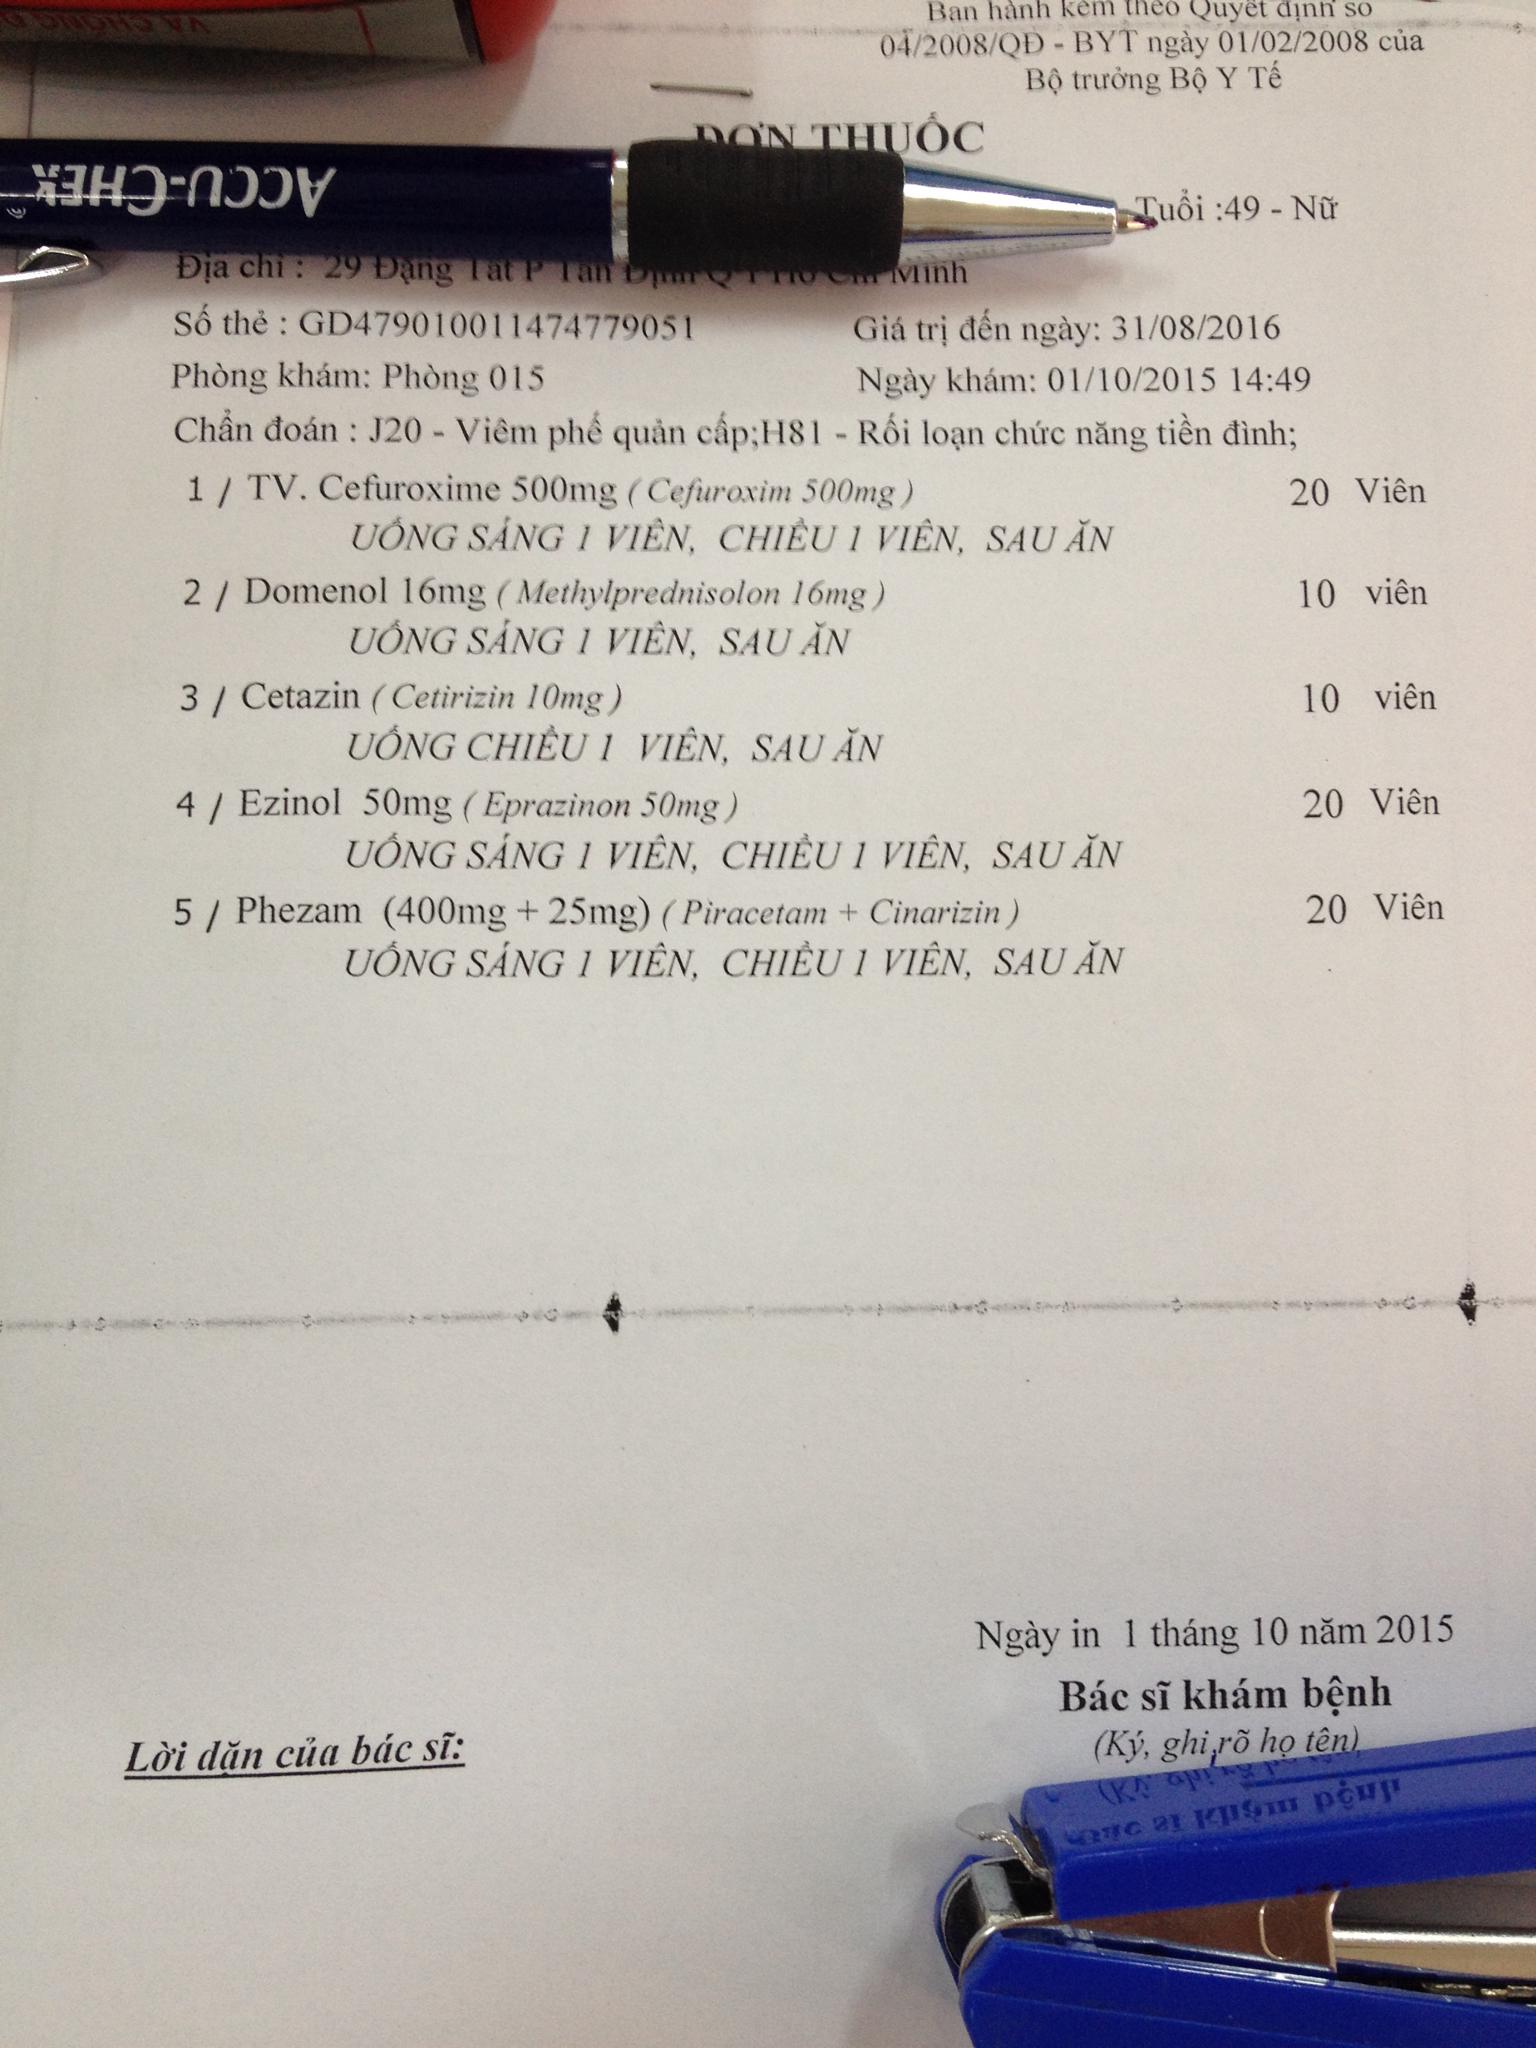 VÀ CHỐNG
Ban hành kèm theo Quyết định số
04/2008/QĐ - BYT ngày 01/02/2008 của
Bộ trưởng Bộ Y Tế
ĐƠN THUỐC
ACCU-CHEK
Tuổi :49 - Nữ
Địa chỉ : 29 Đặng Tất P Tân Định Q 1 Hồ Chí Minh
Số thẻ : GD479010011474779051 Giá trị đến ngày: 31/08/2016
Phòng khám: Phòng 015 Ngày khám: 01/10/2015 14:49
Chẩn đoán : J20 - Viêm phế quản cấp;H81 - Rối loạn chức năng tiền đình;
1 / TV. Cefuroxime 500mg ( Cefuroxim 500mg ) 20 Viên
UỐNG SÁNG 1 VIÊN, CHIỀU 1 VIÊN, SAU ĂN
2 / Domenol 16mg ( Methylprednisolon 16mg ) 10 viên
UỐNG SÁNG 1 VIÊN, SAU ĂN
3 / Cetazin ( Cetirizin 10mg ) 10 viên
UỐNG CHIỀU 1 VIÊN, SAU ĂN
4 / Ezinol 50mg ( Eprazinon 50mg ) 20 Viên
UỐNG SÁNG 1 VIÊN, CHIỀU 1 VIÊN, SAU ĂN
5 / Phezam (400mg + 25mg) ( Piracetam + Cinarizin ) 20 Viên
UỐNG SÁNG 1 VIÊN, CHIỀU 1 VIÊN, SAU ĂN
Ngày in 1 tháng 10 năm 2015
Bác sĩ khám bệnh
(Ký, ghi rõ họ tên)
Lời dặn của bác sĩ: